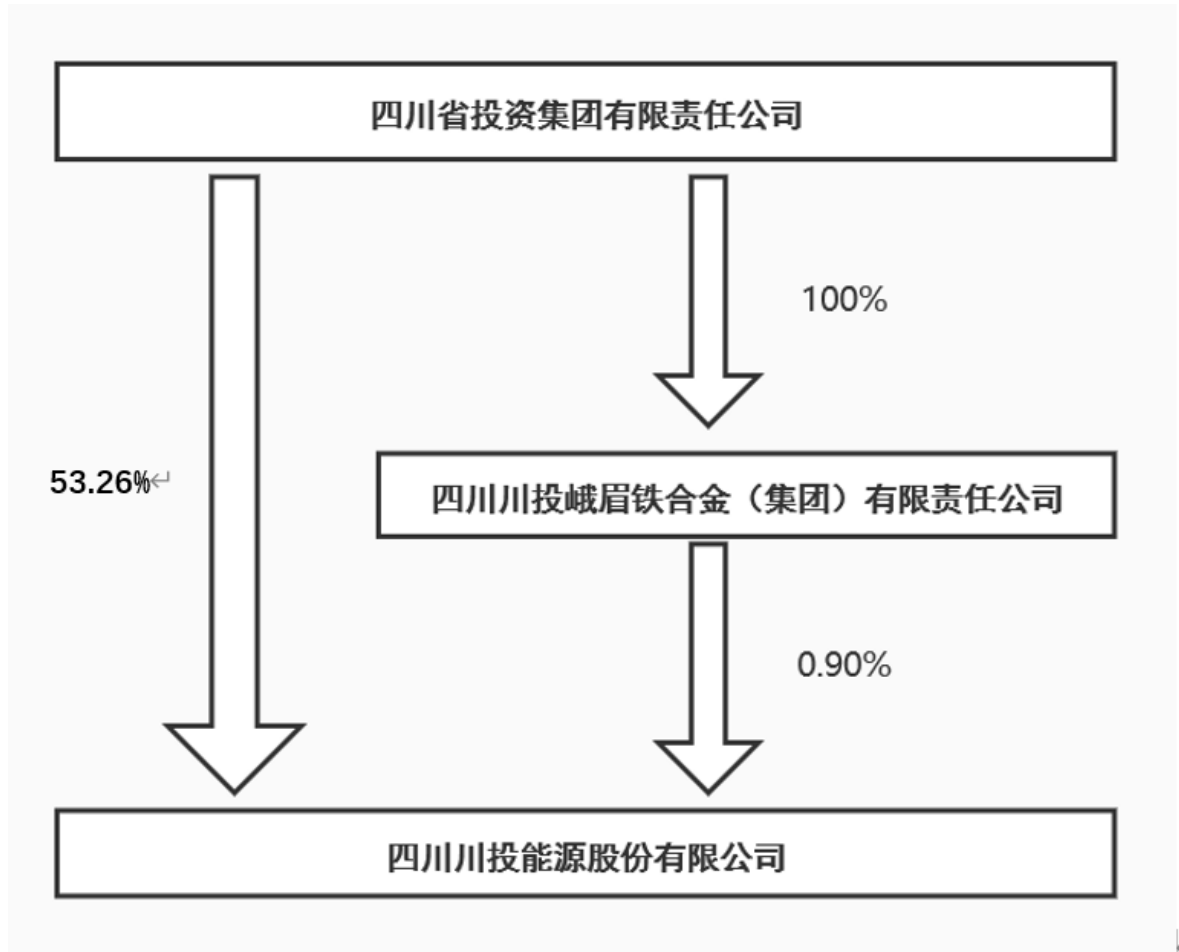 四川省投资集团有限责任公司
100%
53.26%
四川川投峨眉铁合金（集团）有限责任公司
0.90%
四川川投能源股份有限公司